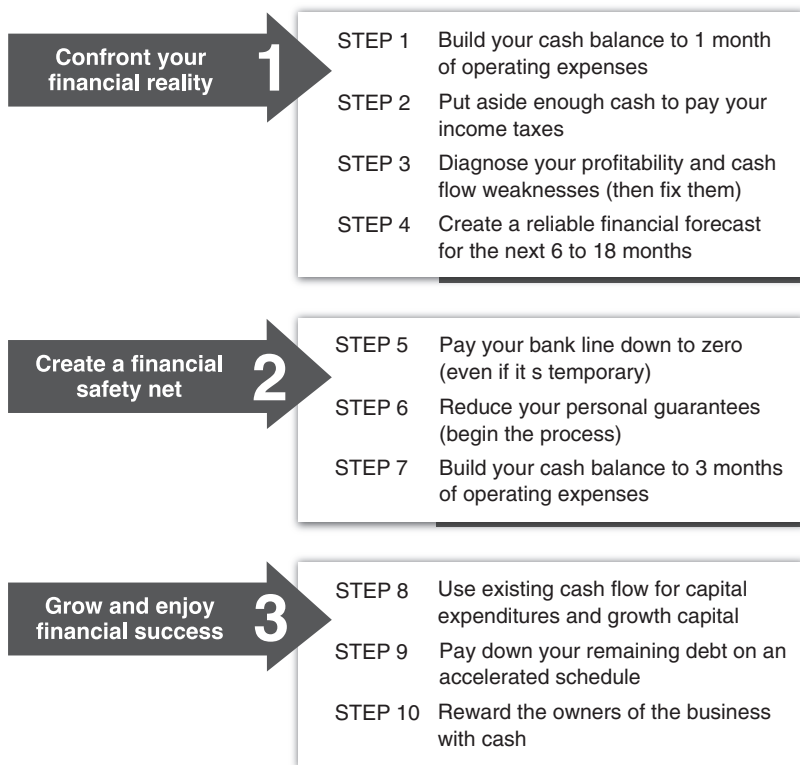 Confront your
financial reality
1
STEP 1 Build your cash balance to 1 month
of operating expenses
STEP 2 Put aside enough cash to pay your
income taxes
STEP 3 Diagnose your profitability and cash
flow weaknesses (then fix them)
STEP 4 Create a reliable financial forecast
for the next 6 to 18 months
Create a financial
safety net
2
STEP 5 Pay your bank line down to zero
(even if it s temporary)
STEP 6 Reduce your personal guarantees
(begin the process)
STEP 7 Build your cash balance to 3 months
of operating expenses
Grow and enjoy
financial success
3
STEP 8 Use existing cash flow for capital
expenditures and growth capital
STEP 9 Pay down your remaining debt on an
accelerated schedule
STEP 10 Reward the owners of the business
with cash